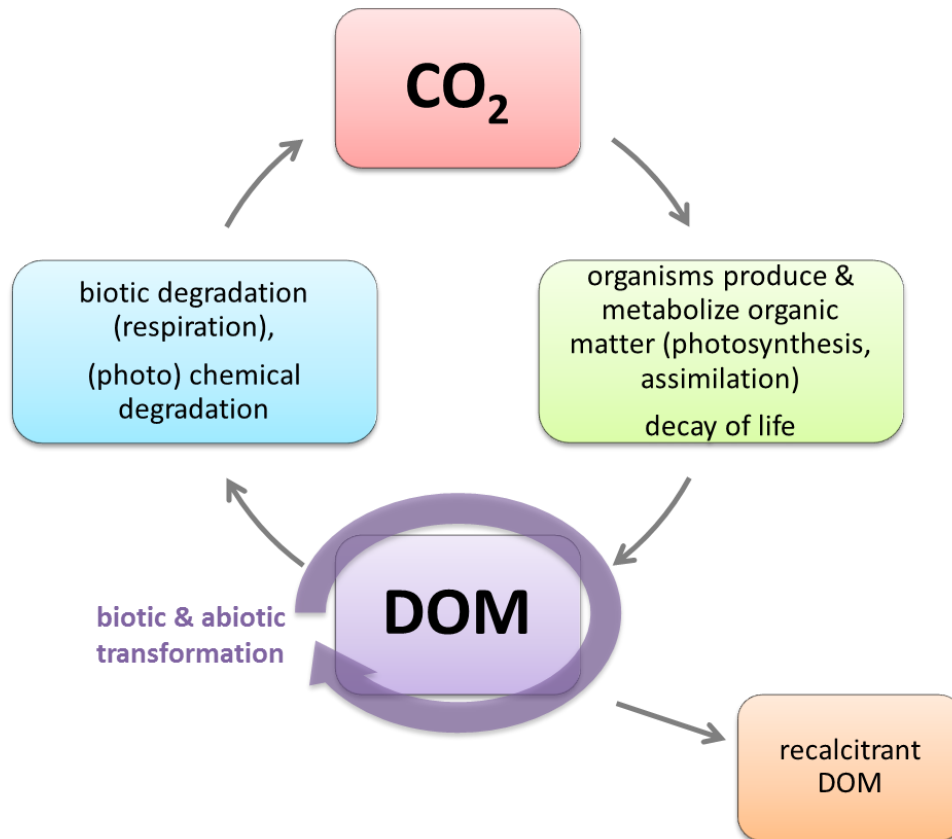 CO₂
biotic degradation
(respiration),
(photo) chemical
degradation
organisms produce &
metabolize organic
matter (photosynthesis,
assimilation)
decay of life
biotic & abiotic
transformation
DOM
recalcitrant
DOM